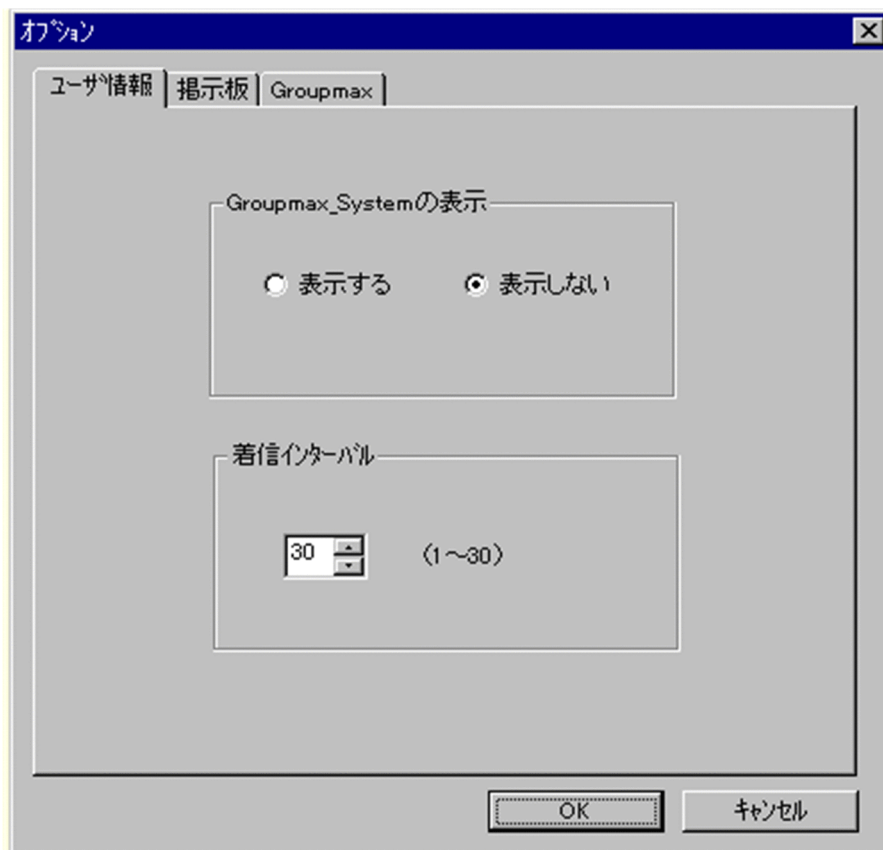 オプション
ユーザ情報 掲示板 Groupmax
Groupmax_Systemの表示
表示する 表示しない
着信インターバル
30 (1～30)
OK キャンセル